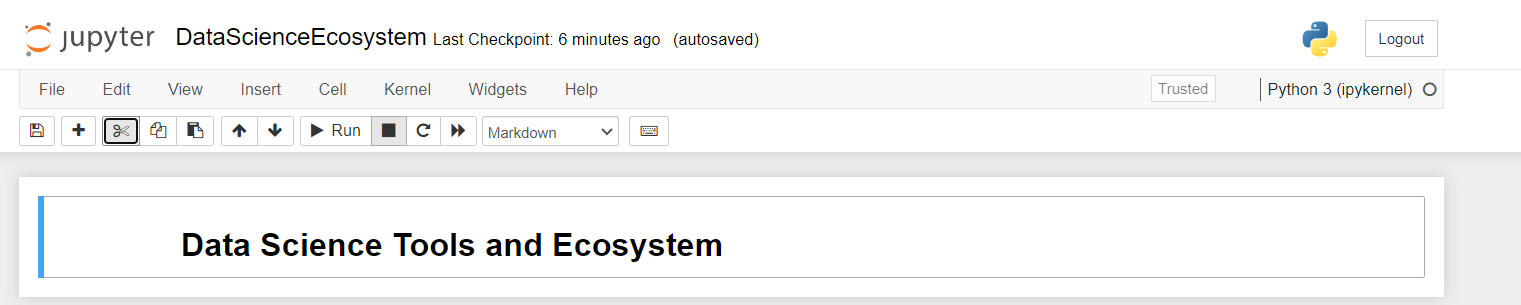 jupyter DataScienceEcosystem Last Checkpoint: 6 minutes ago (autosaved) Logout
File Edit View Insert Cell Kernel Widgets Help Trusted Python 3 (ipykernel)
Run Markdown
Data Science Tools and Ecosystem